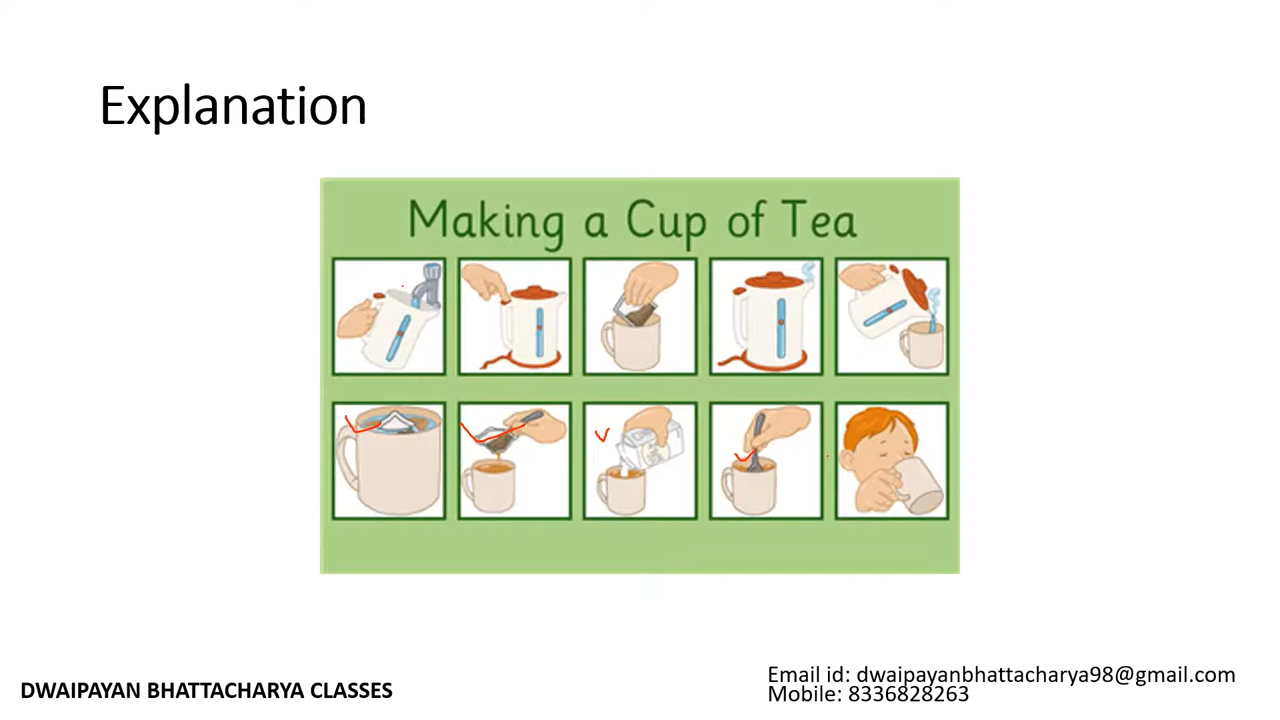 Explanation
Making a Cup of Tea
DWAIPAYAN BHATTACHARYA CLASSES
Email id: dwaipayanbhattacharya98@gmail.com
Mobile: 8336828263